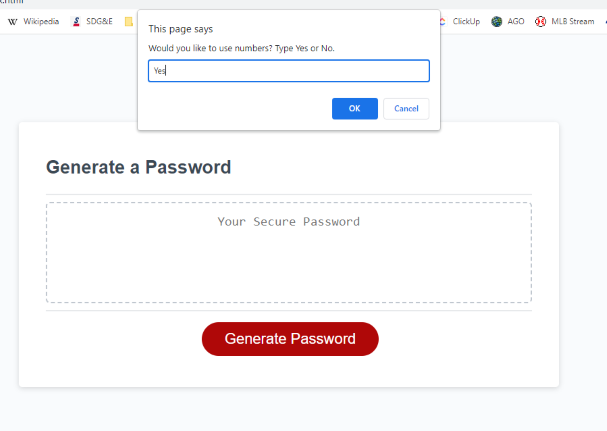 Wikipedia
SDG&E
ClickUp
AGO
MLB Stream
This page says
Would you like to use numbers? Type Yes or No.
Yes
OK
Cancel
Generate a Password
Your Secure Password
Generate Password